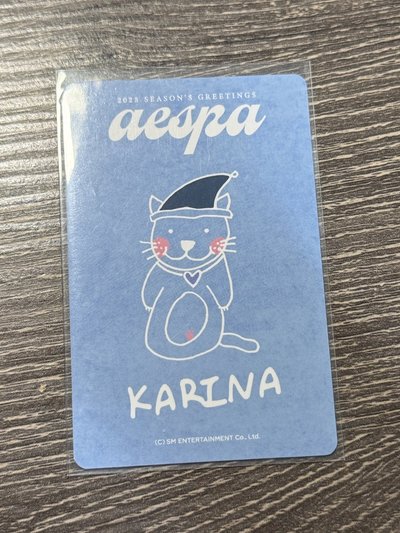 2023 SEASON'S GREETINGS
aespa
KARINA
(C) SM ENTERTAINMENT Co., Ltd.